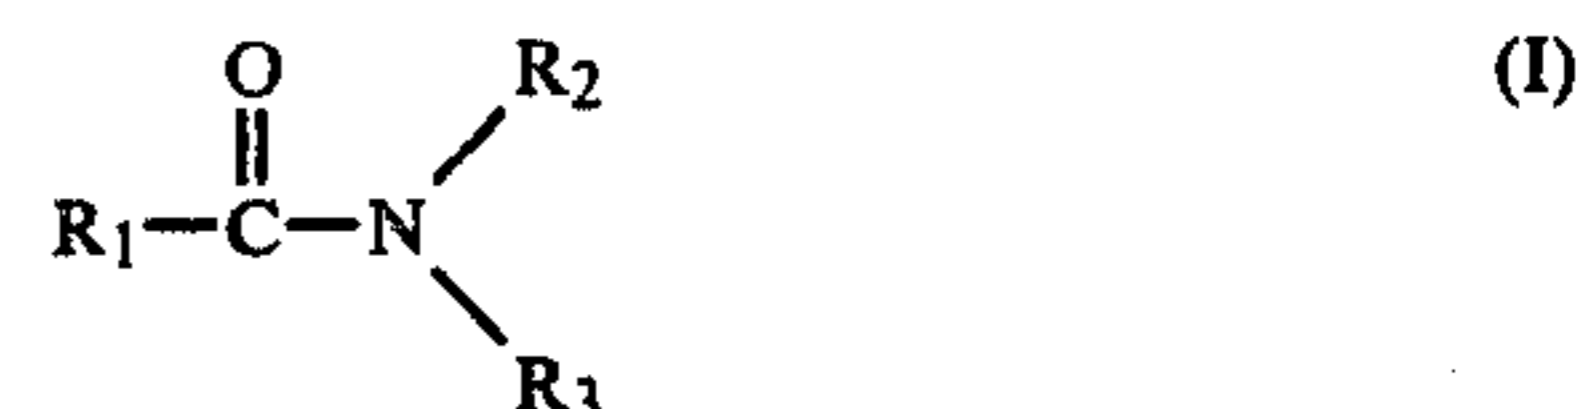 O R₂ (I)
R₁—C—N
R₃